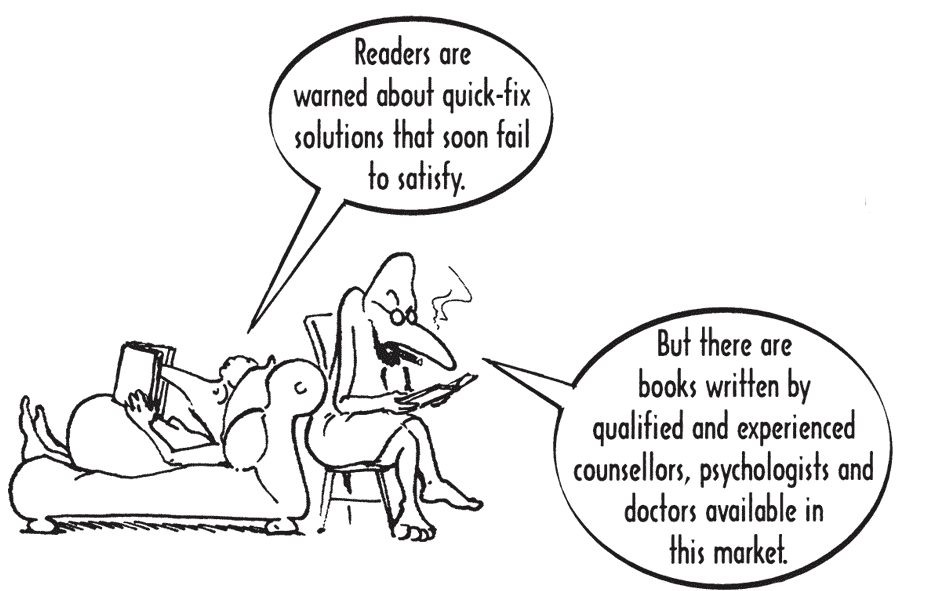 Readers are
warned about quick-fix
solutions that soon fail
to satisfy.
But there are
books written by
qualified and experienced
counsellors, psychologists and
doctors available in
this market.